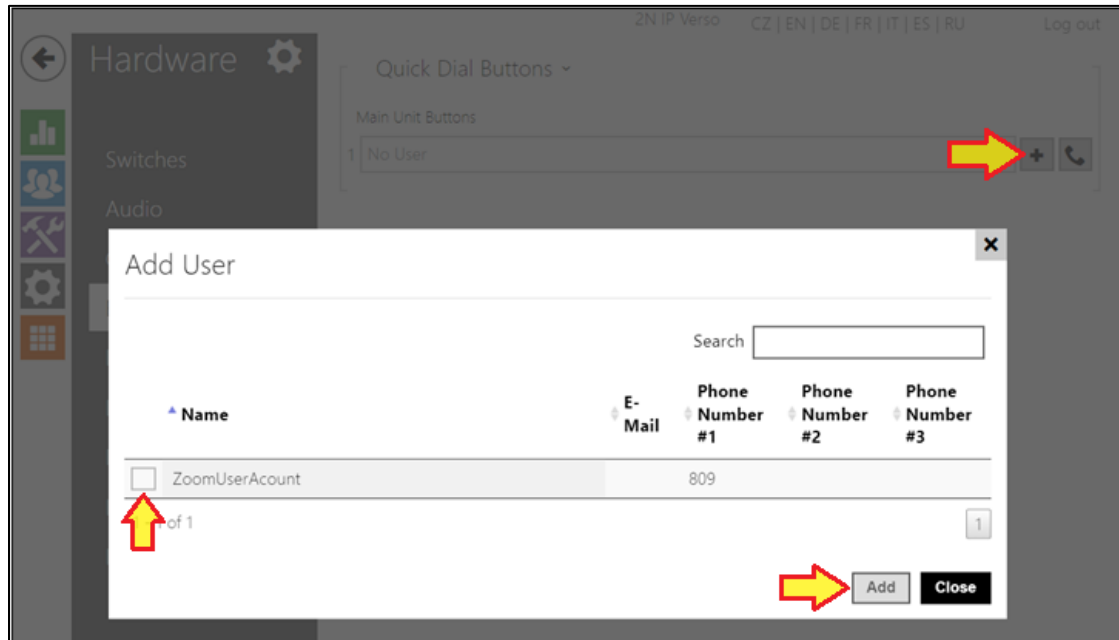 2N IP Verso CZ | EN | DE | FR | IT | ES | RU Log out
Hardware
Quick Dial Buttons
Main Unit Buttons
1 No User
Switches
Audio
Add User
Search
Name E-Mail Phone Number #1 Phone Number #2 Phone Number #3
ZoomUserAcount 809
of 1 1
Add Close